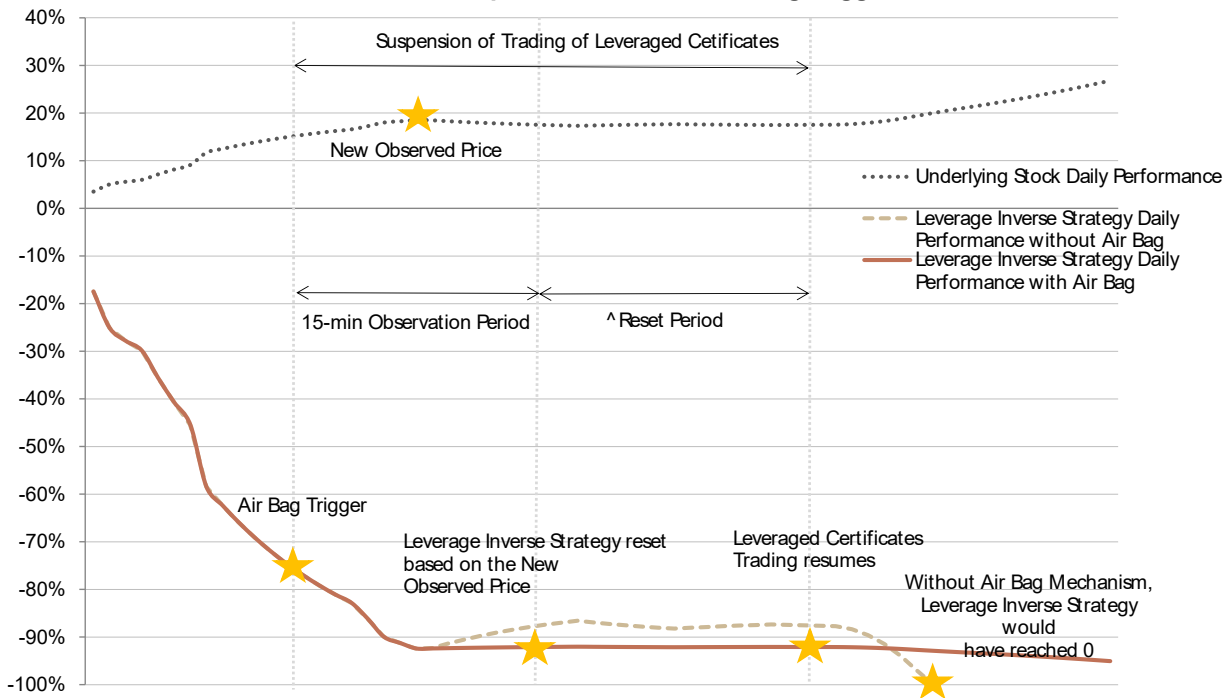 40%
Suspension of Trading of Leveraged Cetificates
30%
20%
New Observed Price
10%
Underlying Stock Daily Performance
0%
Leverage Inverse Strategy Daily
Performance without Air Bag
-10%
Leverage Inverse Strategy Daily
Performance with Air Bag
-20%
15-min Observation Period
^Reset Period
-30%
-40%
-50%
-60%
Air Bag Trigger
-70%
Leverage Inverse Strategy reset
based on the New
Observed Price
Leveraged Certificates
Trading resumes
-80%
Without Air Bag Mechanism,
Leverage Inverse Strategy
would
have reached 0
-90%
-100%